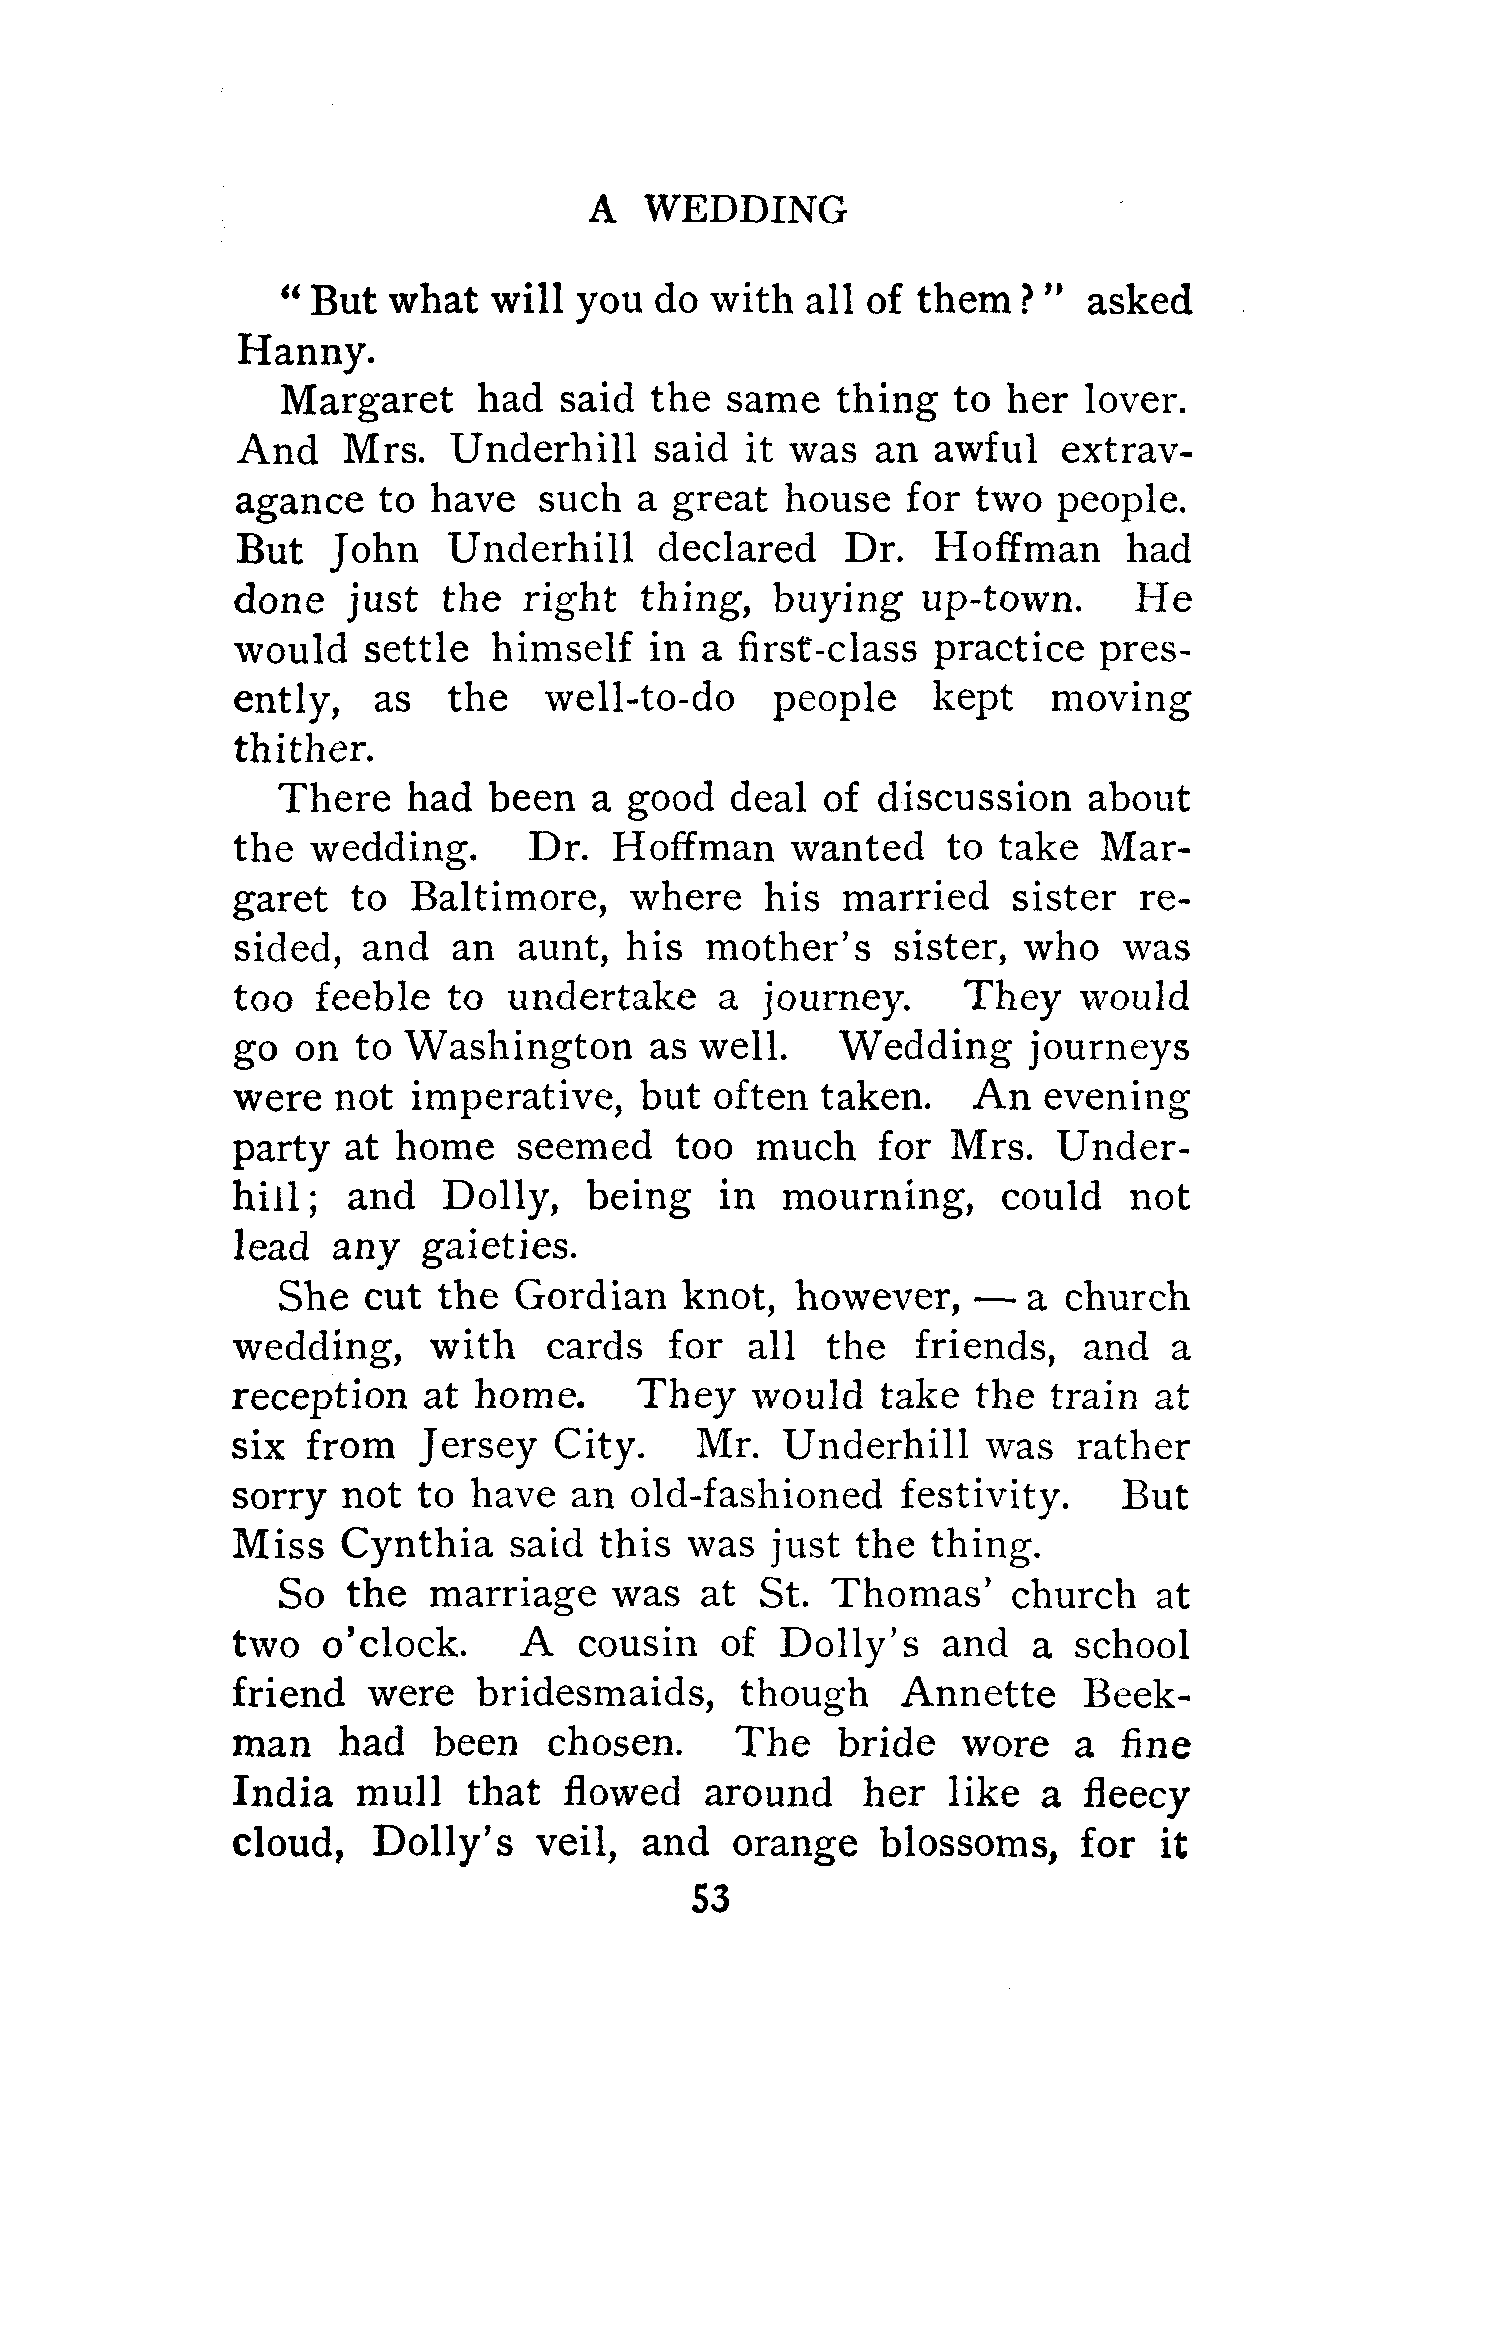 A WEDDING
“ But what will you do with all of them ? ” asked
Hanny.
Margaret had said the same thing to her lover.
And Mrs. Underhill said it was an awful extrav-
agance to have such a great house for two people.
But John Underhill declared Dr. Hoffman had
done just the right thing, buying up-town. He
would settle himself in a first-class practice pres-
ently, as the well-to-do people kept moving
thither.
There had been a good deal of discussion about
the wedding. Dr. Hoffman wanted to take Mar-
garet to Baltimore, where his married sister re-
sided, and an aunt, his mother’s sister, who was
too feeble to undertake a journey. They would
go on to Washington as well. Wedding journeys
were not imperative, but often taken. An evening
party at home seemed too much for Mrs. Under-
hill; and Dolly, being in mourning, could not
lead any gaieties.
She cut the Gordian knot, however, — a church
wedding, with cards for all the friends, and a
reception at home. They would take the train at
six from Jersey City. Mr. Underhill was rather
sorry not to have an old-fashioned festivity. But
Miss Cynthia said this was just the thing.
So the marriage was at St. Thomas’ church at
two o’clock. A cousin of Dolly’s and a school
friend were bridesmaids, though Annette Beek-
man had been chosen. The bride wore a fine
India mull that flowed around her like a fleecy
cloud, Dolly’s veil, and orange blossoms, for it
53